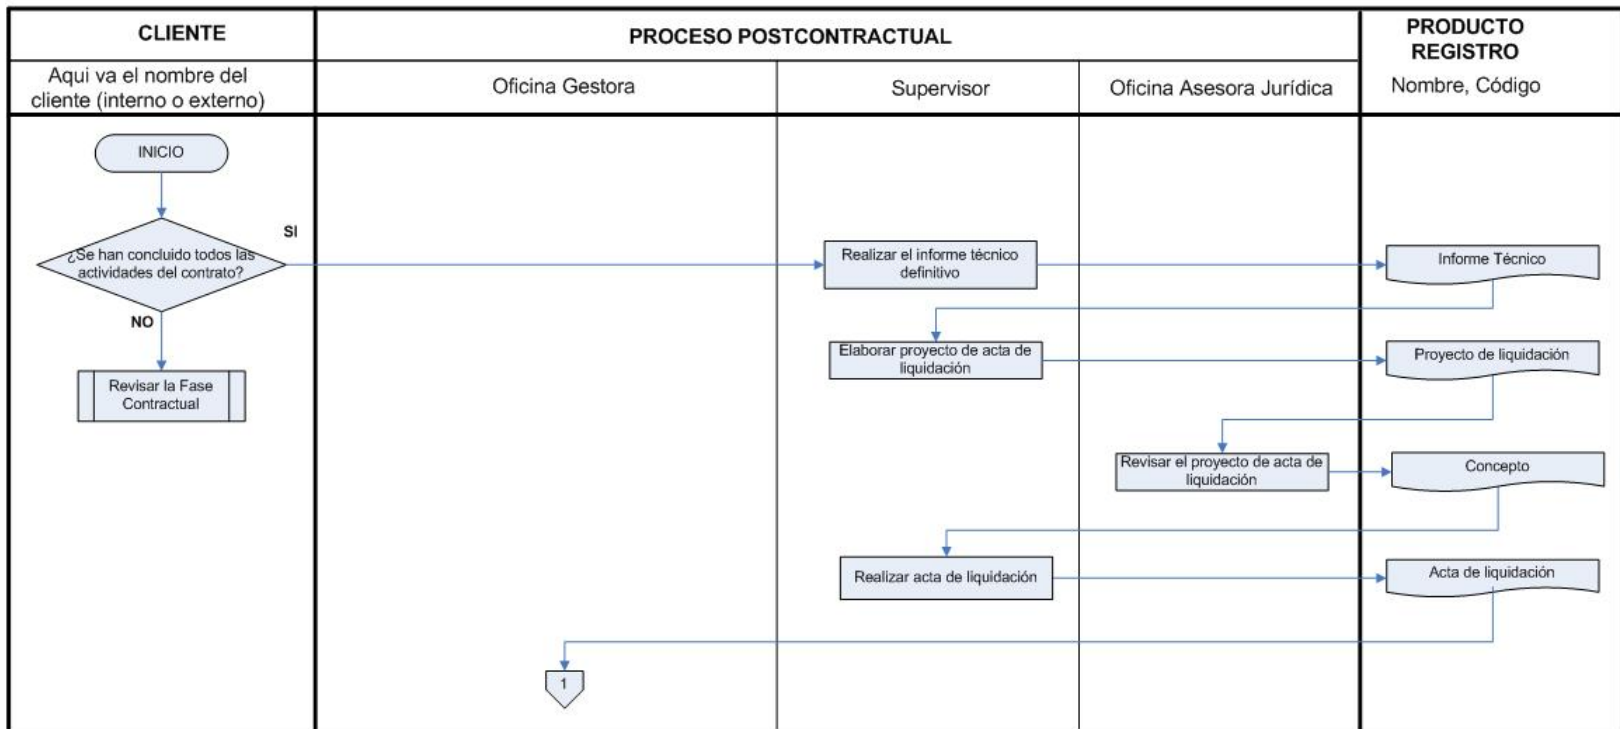 CLIENTE
PROCESO POSTCONTRACTUAL
PRODUCTO
REGISTRO
Aqui va el nombre del
cliente (interno o externo)
Oficina Gestora
Supervisor
Oficina Asesora Jurídica
Nombre, Código
INICIO
SI
¿Se han concluido todos las
actividades del contrato?
Realizar el informe técnico
definitivo
Informe Técnico
NO
Elaborar proyecto de acta de
liquidación
Proyecto de liquidación
Revisar la Fase
Contractual
Revisar el proyecto de acta de
liquidación
Concepto
Realizar acta de liquidación
Acta de liquidación
1